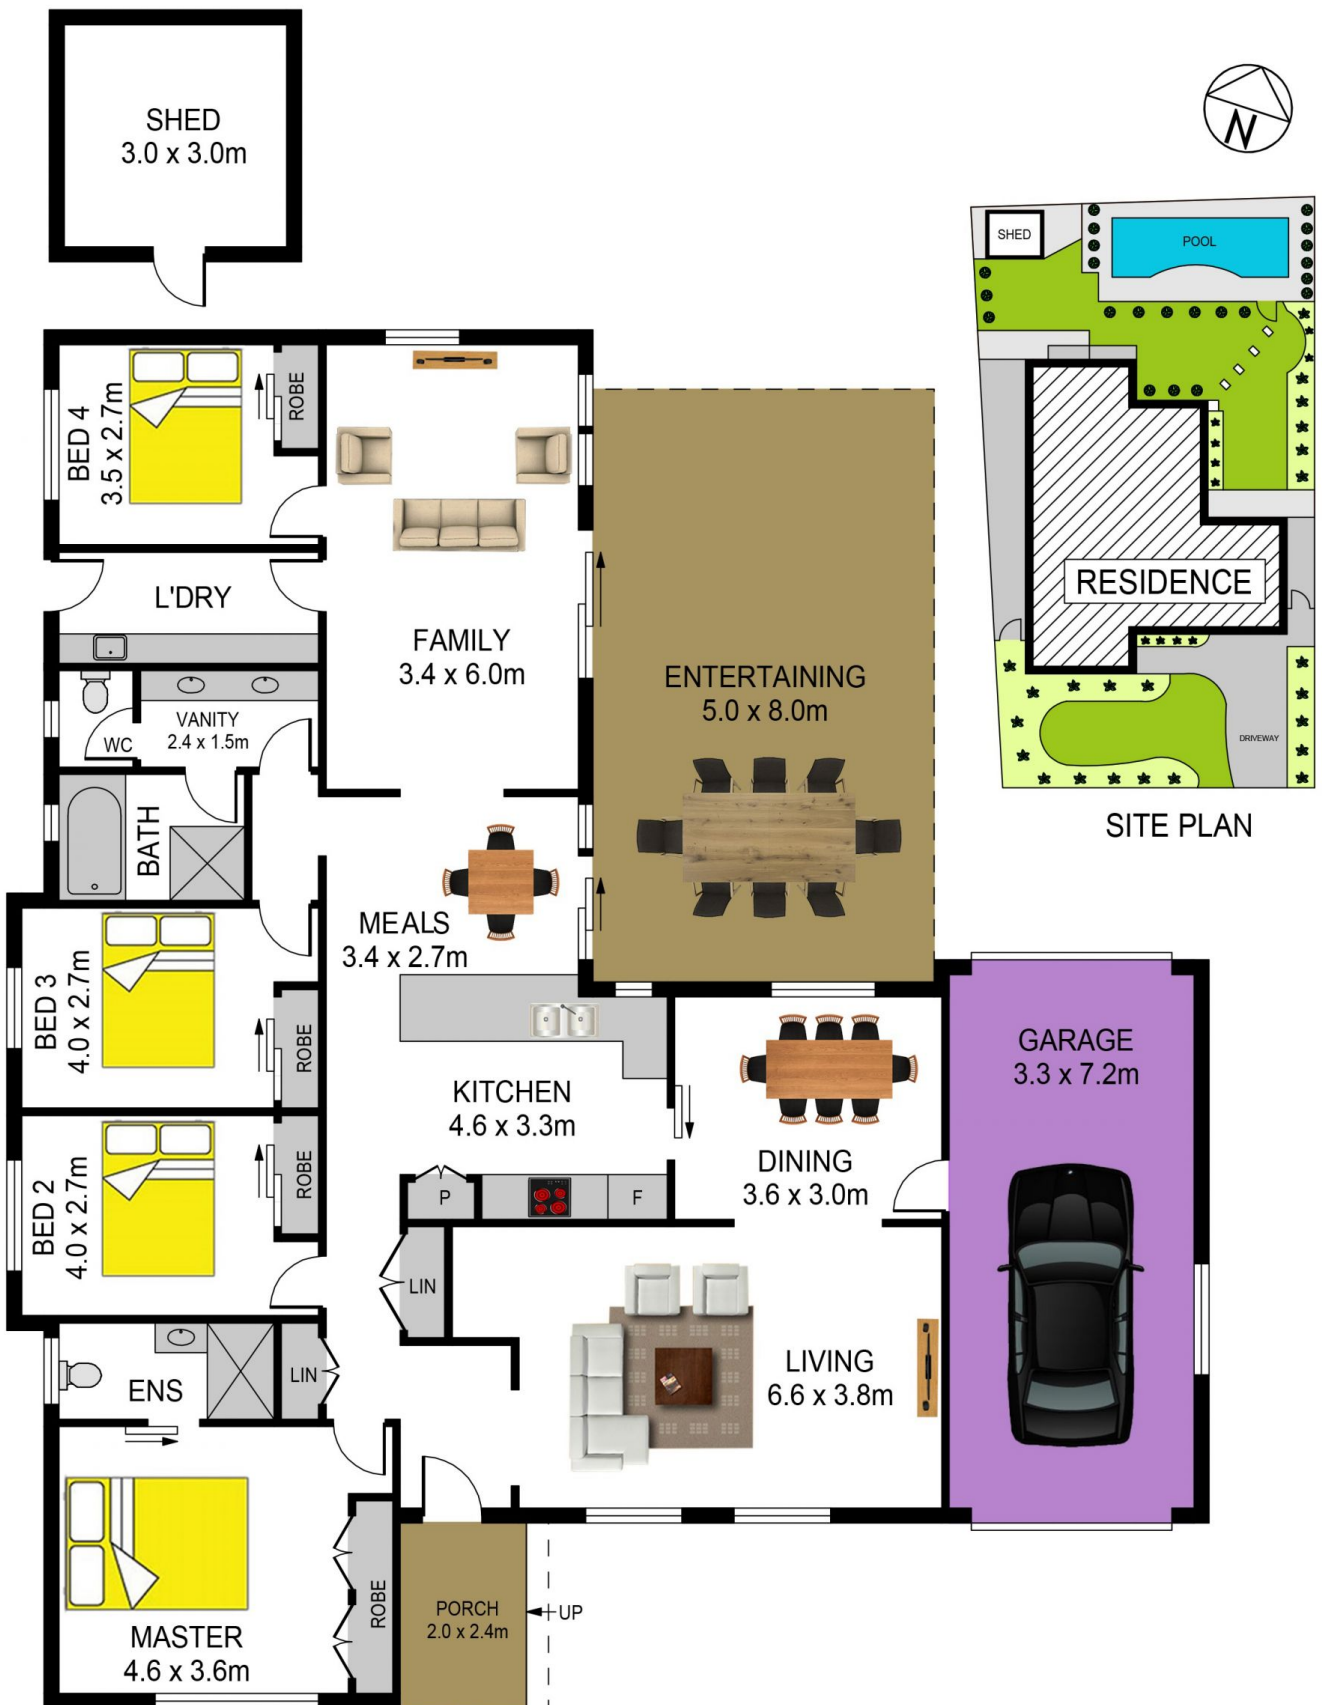 SHED
3.0 x 3.0m
N
SHED
POOL
RESIDENCE
DRIVEWAY
SITE PLAN
BED 4
3.5 x 2.7m
ROBE
L'DRY
FAMILY
3.4 x 6.0m
ENTERTAINING
5.0 x 8.0m
WC
VANITY
2.4 x 1.5m
BATH
MEALS
3.4 x 2.7m
BED 3
4.0 x 2.7m
ROBE
KITCHEN
4.6 x 3.3m
GARAGE
3.3 x 7.2m
DINING
3.6 x 3.0m
BED 2
4.0 x 2.7m
ROBE
P
F
LIN
LIVING
6.6 x 3.8m
ENS
LIN
MASTER
4.6 x 3.6m
ROBE
PORCH
2.0 x 2.4m
UP